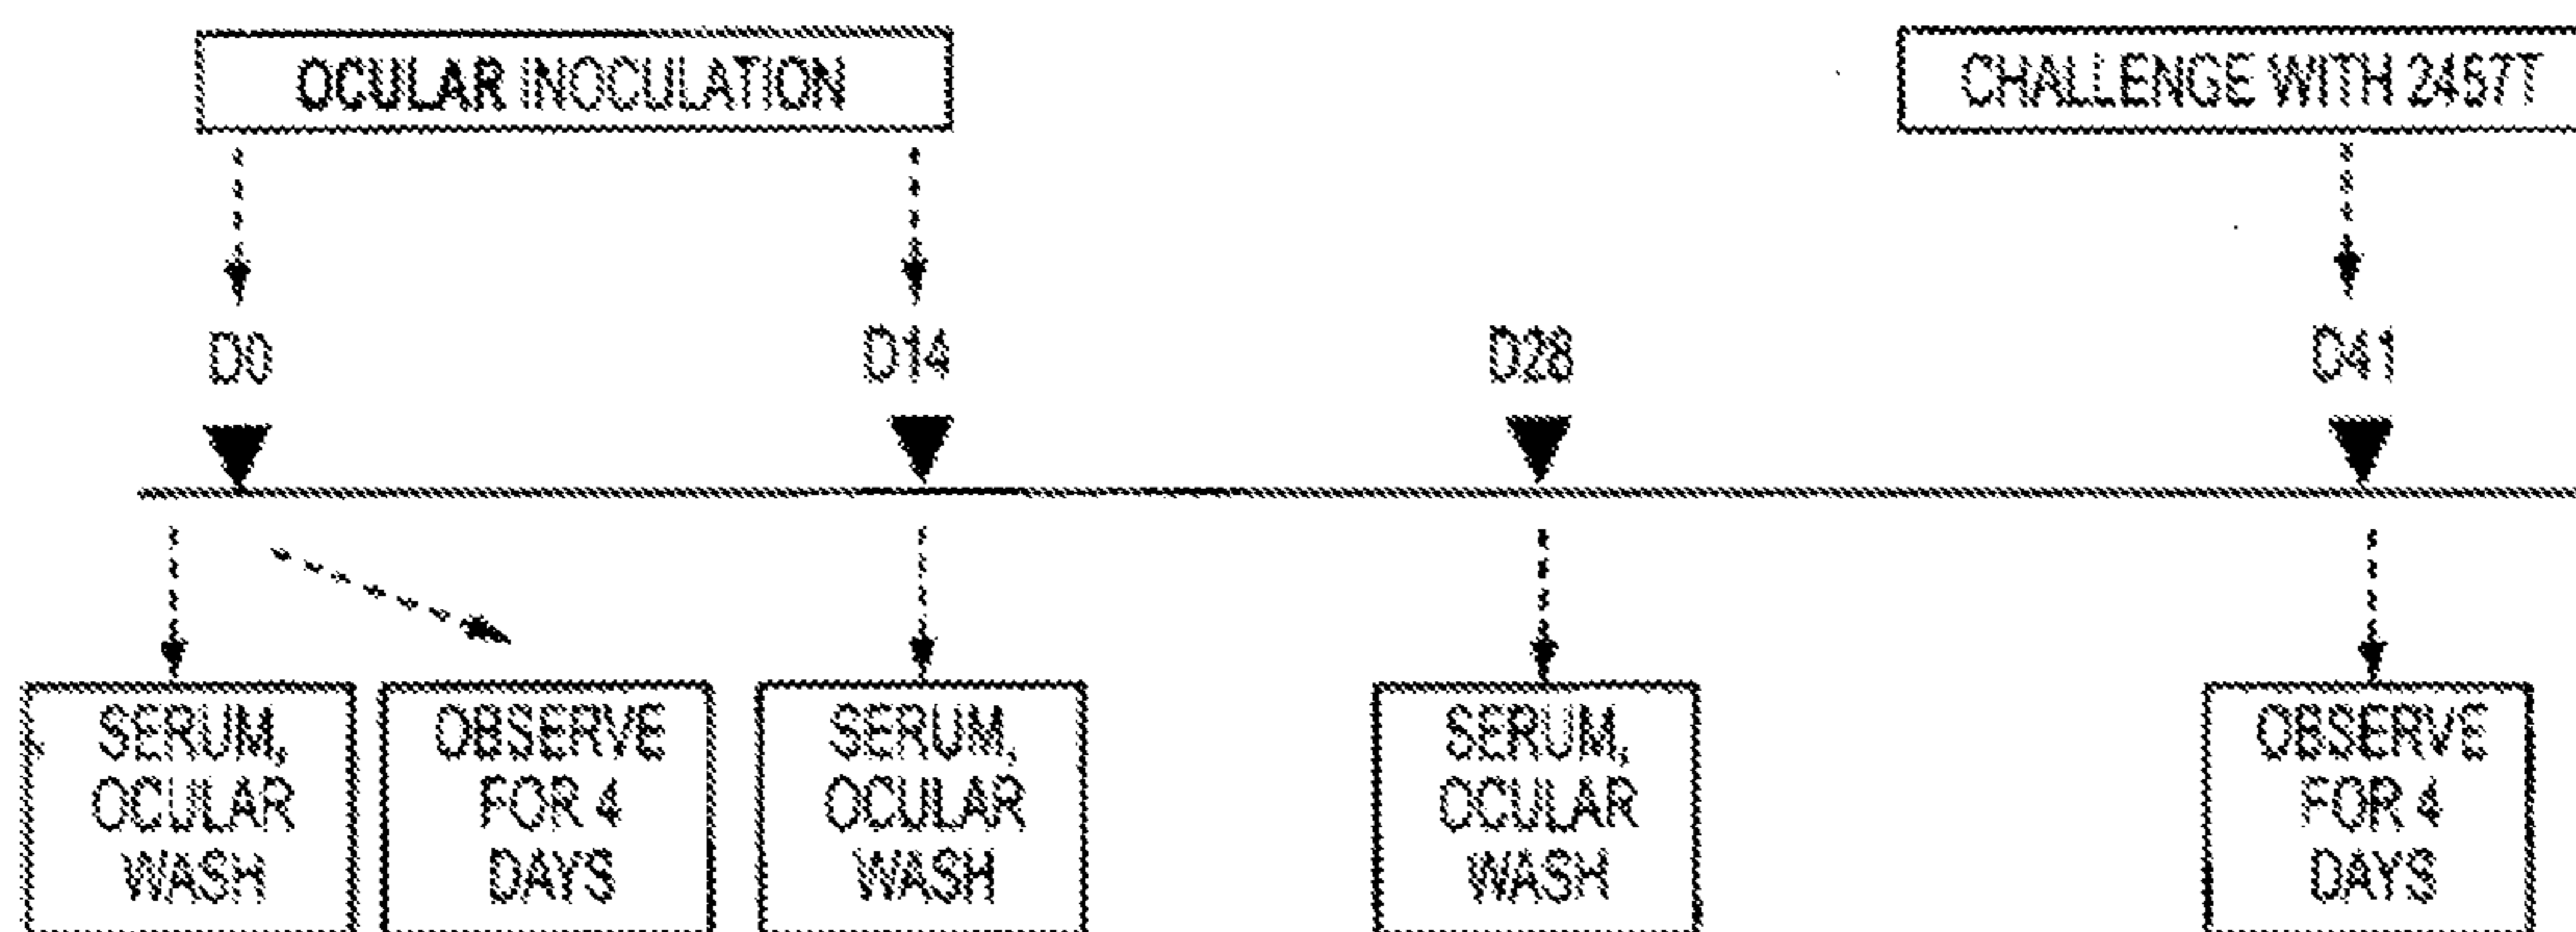 OCULAR INOCULATION
CHALLENGE WITH 2457T
D0
D14
D28
D41
SERUM,
OCULAR
WASH
OBSERVE
FOR 4
DAYS
SERUM,
OCULAR
WASH
SERUM,
OCULAR
WASH
OBSERVE
FOR 4
DAYS